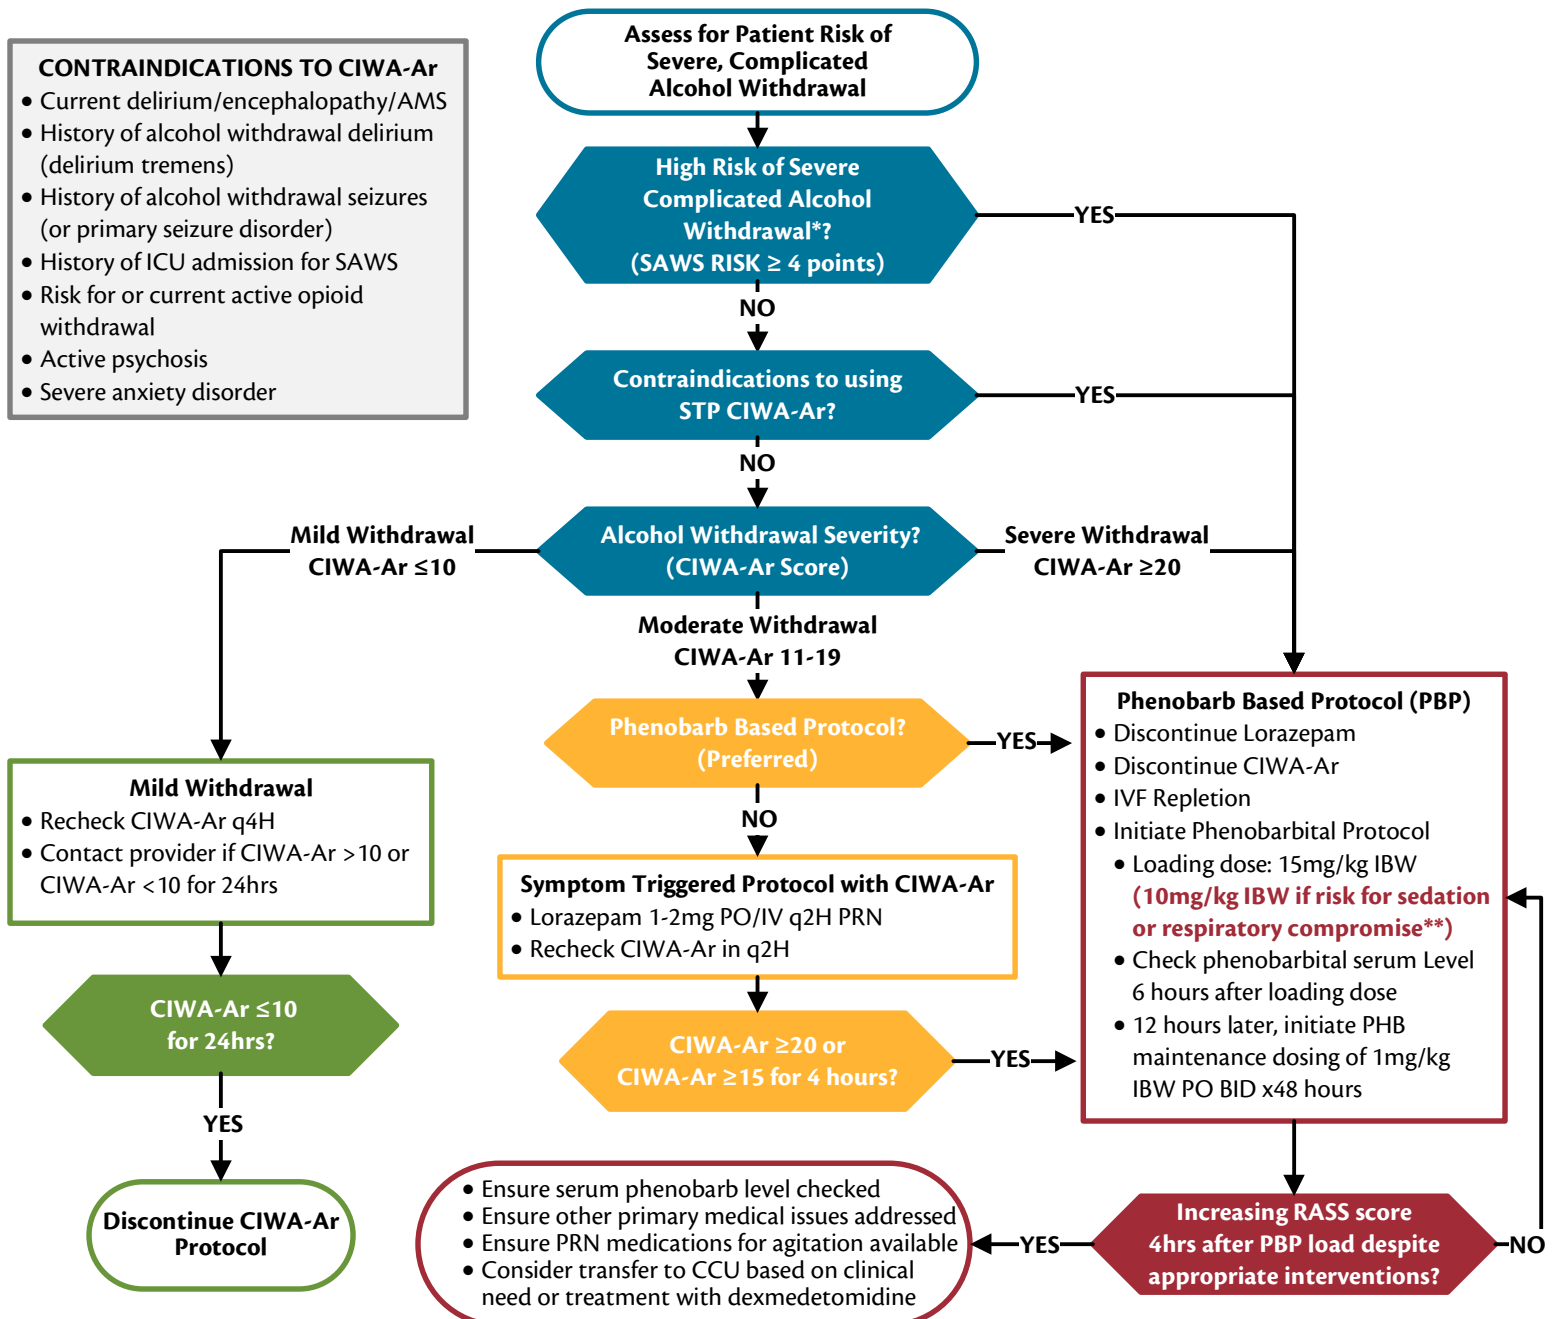 Assess for Patient Risk of
Severe, Complicated
Alcohol Withdrawal
CONTRAINDICATIONS TO CIWA-Ar
• Current delirium/encephalopathy/AMS
• History of alcohol withdrawal delirium
(delirium tremens)
• History of alcohol withdrawal seizures
(or primary seizure disorder)
• History of ICU admission for SAWS
• Risk for or current active opioid
withdrawal
• Active psychosis
• Severe anxiety disorder
High Risk of Severe
Complicated Alcohol
Withdrawal*?
(SAWS RISK ≥ 4 points)
YES
NO
Contraindications to using
STP CIWA-Ar?
YES
NO
Alcohol Withdrawal Severity?
(CIWA-Ar Score)
Mild Withdrawal
CIWA-Ar ≤10
Severe Withdrawal
CIWA-Ar ≥20
Moderate Withdrawal
CIWA-Ar 11-19
Phenobarb Based Protocol?
(Preferred)
YES
NO
Mild Withdrawal
• Recheck CIWA-Ar q4H
• Contact provider if CIWA-Ar >10 or
CIWA-Ar <10 for 24hrs
CIWA-Ar ≤10
for 24hrs?
YES
Discontinue CIWA-Ar
Protocol
Symptom Triggered Protocol with CIWA-Ar
• Lorazepam 1-2mg PO/IV q2H PRN
• Recheck CIWA-Ar in q2H
CIWA-Ar ≥20 or
CIWA-Ar ≥15 for 4 hours?
YES
Phenobarb Based Protocol (PBP)
• Discontinue Lorazepam
• Discontinue CIWA-Ar
• IVF Repletion
• Initiate Phenobarbital Protocol
• Loading dose: 15mg/kg IBW
(10mg/kg IBW if risk for sedation
or respiratory compromise**)
• Check phenobarbital serum Level
6 hours after loading dose
• 12 hours later, initiate PHB
maintenance dosing of 1mg/kg
IBW PO BID x48 hours
Increasing RASS score
4hrs after PBP load despite
appropriate interventions?
NO
YES
• Ensure serum phenobarb level checked
• Ensure other primary medical issues addressed
• Ensure PRN medications for agitation available
• Consider transfer to CCU based on clinical
need or treatment with dexmedetomidine